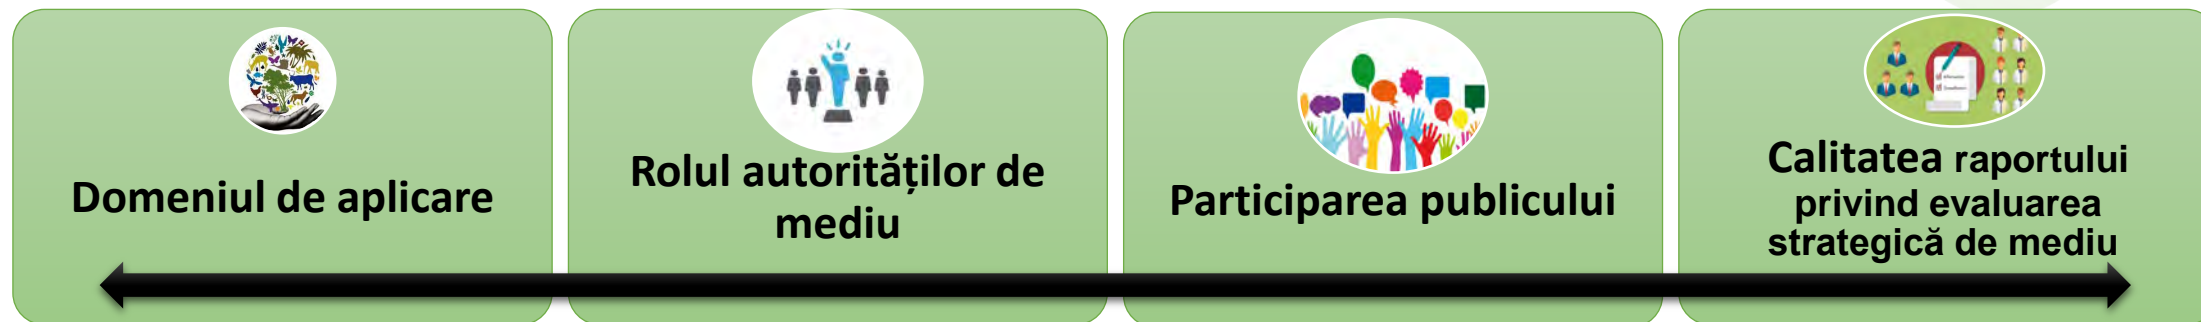 Domeniul de aplicare
Rolul autorităților de
mediu
Participarea publicului
Calitatea raportului
privind evaluarea
strategică de mediu